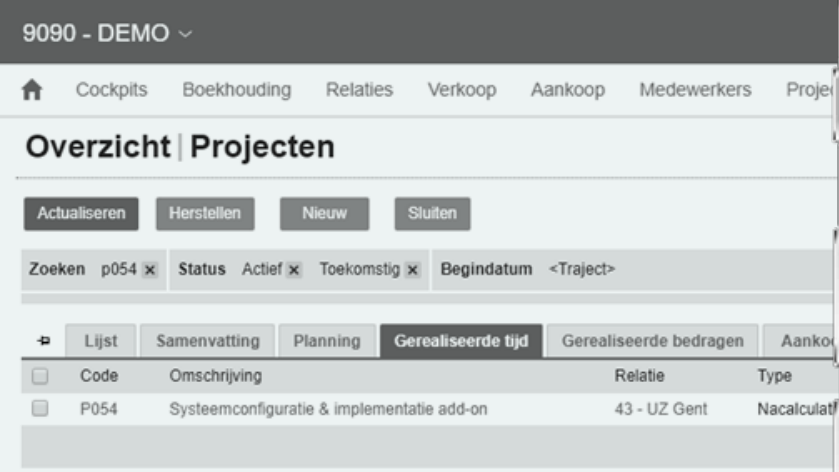 9090 - DEMO
Cockpits Boekhouding Relaties Verkoop Aankoop Medewerkers
Overzicht | Projecten
Actualiseren Herstellen Nieuw Sluiten
Zoeken p054 × Status Actief × Toekomstig × Begindatum <Traject>
Lijst Samenvatting Planning Gerealiseerde tijd Gerealiseerde bedragen
Code Omschrijving Relatie Type
P054 Systeemconfiguratie & implementatie add-on 43 - UZ Gent